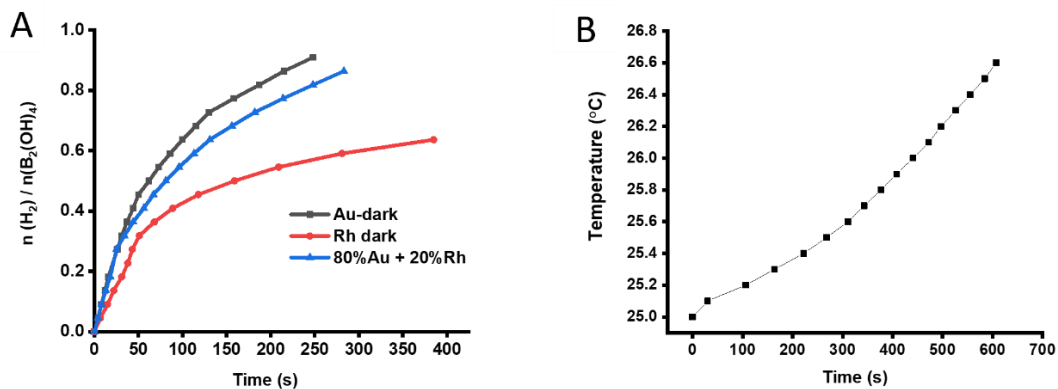 A
n (H₂) / n(B₂(OH)₄)
1.0
0.8
0.6
0.4
0.2
0.0
Au-dark
Rh dark
80%Au + 20%Rh
0 50 100 150 200 250 300 350 400
Time (s)
B
Temperature (°C)
26.8
26.6
26.4
26.2
26.0
25.8
25.6
25.4
25.2
25.0
0 100 200 300 400 500 600 700
Time (s)